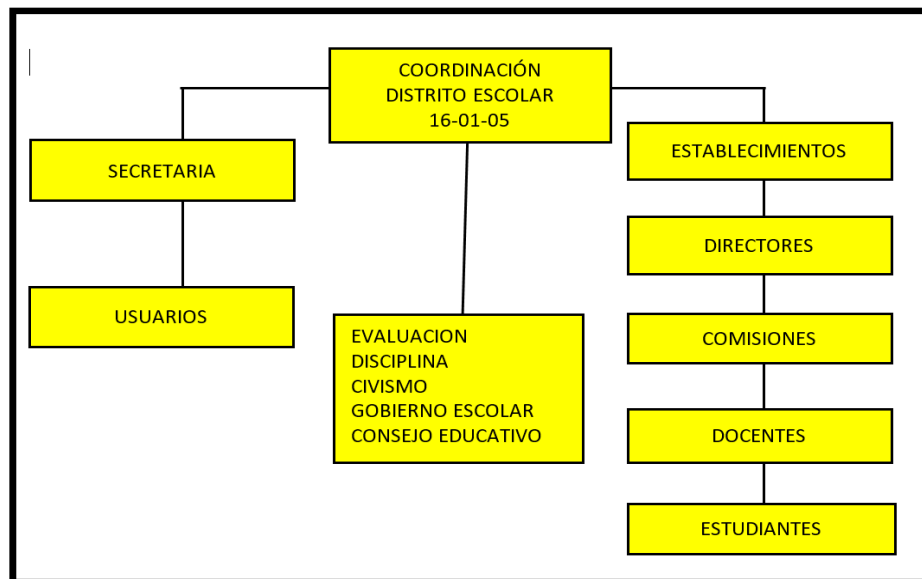 COORDINACIÓN
DISTRITO ESCOLAR
16-01-05
SECRETARIA
USUARIOS
EVALUACION
DISCIPLINA
CIVISMO
GOBIERNO ESCOLAR
CONSEJO EDUCATIVO
ESTABLECIMIENTOS
DIRECTORES
COMISIONES
DOCENTES
ESTUDIANTES